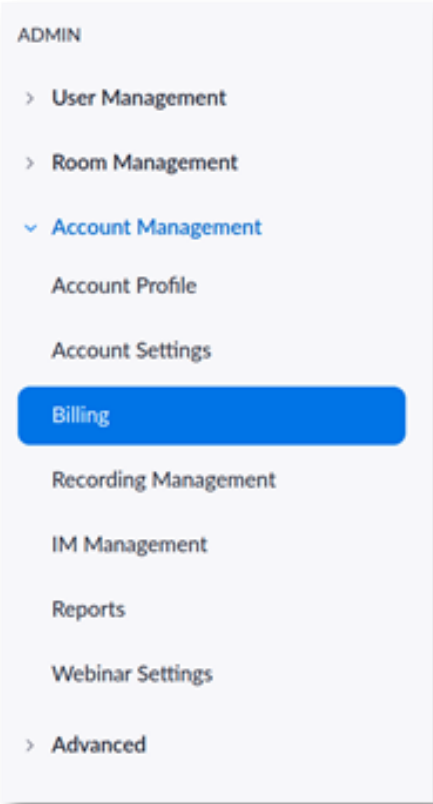 ADMIN
User Management
Room Management
Account Management
Account Profile
Account Settings
Billing
Recording Management
IM Management
Reports
Webinar Settings
Advanced